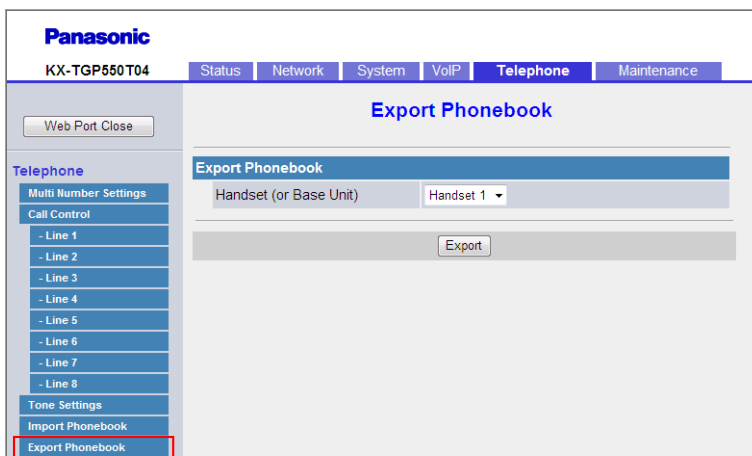 Panasonic
KX-TGP550T04
Status Network System VoIP Telephone Maintenance
Web Port Close
Export Phonebook
Telephone
Multi Number Settings
Call Control
- Line 1
- Line 2
- Line 3
- Line 4
- Line 5
- Line 6
- Line 7
- Line 8
Tone Settings
Import Phonebook
Export Phonebook
Export Phonebook
Handset (or Base Unit) Handset 1
Export